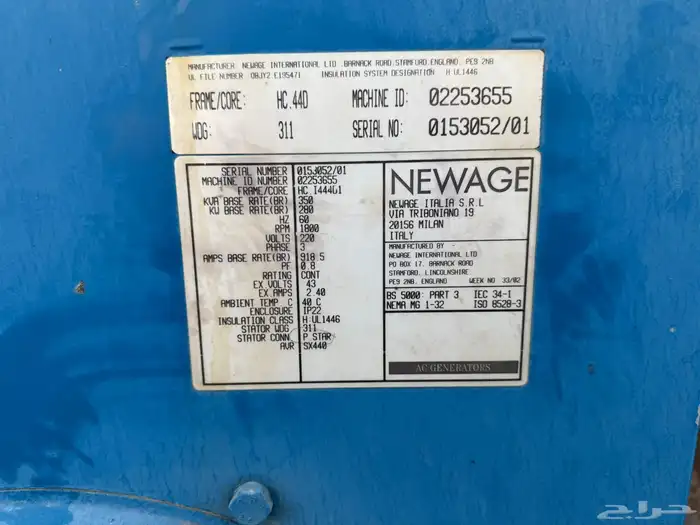 MANUFACTURER NEWAGE INTERNATIONAL LTD .BARNACK ROAD.STAMFORD.ENGLAND. PE9 2NB
UL FILE NUMBER OBJY2 E195471 INSULATION SYSTEM DESIGNATION H UL1446
FRAME/CORE: HC.44D MACHINE ID: 02253655
WDG: 311 SERIAL NO: 0153052/01
SERIAL NUMBER 0153052/01
MACHINE ID NUMBER 02253655
FRAME/CORE HC.I444G1
KVA BASE RATE(BR) 350
KW BASE RATE(BR) 280
HZ 60
RPM 1800
VOLTS 220
PHASE 3
AMPS BASE RATE(BR) 918.5
PF 0.8
RATING CONT
EX VOLTS 43
EX AMPS 2.40
AMBIENT TEMP C 40 C
ENCLOSURE IP22
INSULATION CLASS H.UL1446
STATOR WDG 311
STATOR CONN P STAR
AVR SX440
NEWAGE
NEWAGE ITALIA S.R.L
VIA TRIBONIANO 19
20156 MILAN
ITALY
MANUFACTURED BY -
NEWAGE INTERNATIONAL LTD
PO BOX 17. BARNACK ROAD
STAMFORD, LINCOLNSHIRE
PE9 2NB, ENGLAND WEEK NO 33/02
BS 5000: PART 3 IEC 34-1
NEMA MG 1-32 ISO 8528-3
AC GENERATORS
حراج